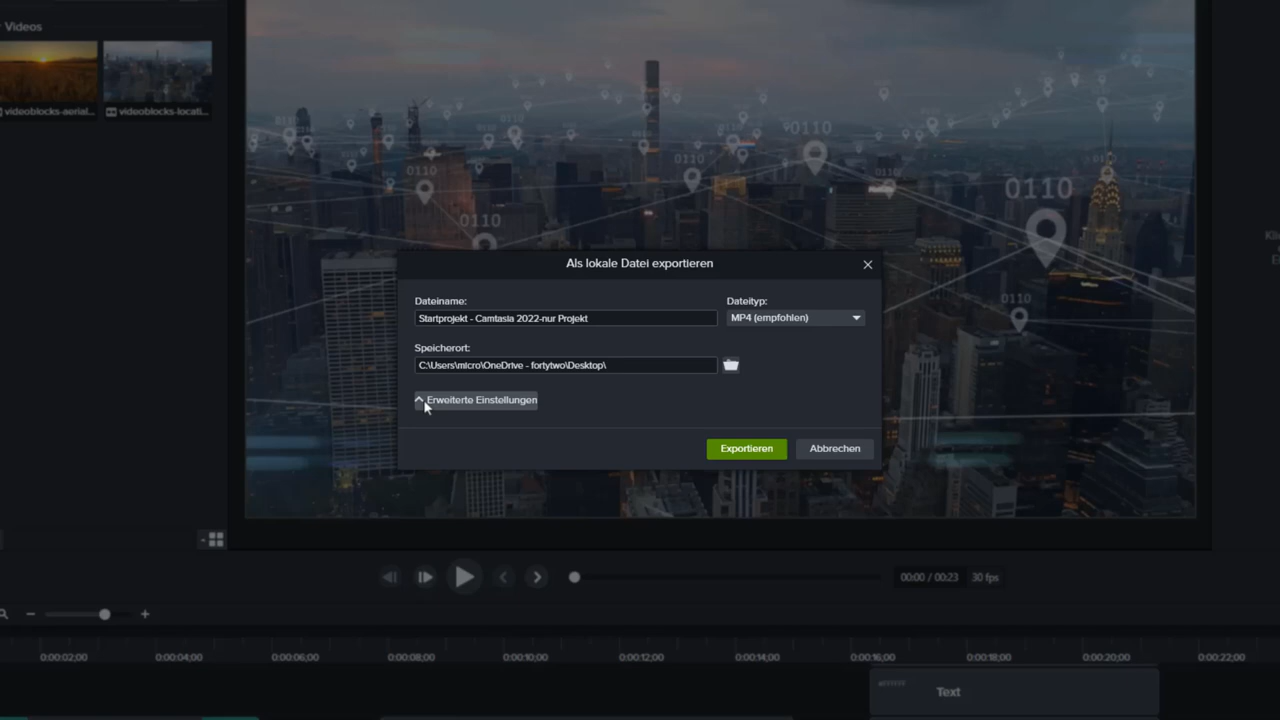 Videos
videoblocks-aerial...
videoblocks-locati...
0110
0110
0110
0110
0110
0110
0110
Als lokale Datei exportieren
Dateiname:
Dateityp:
Startprojekt - Camtasia 2022-nur Projekt
MP4 (empfohlen)
Speicherort:
C:\Users\micro\OneDrive - fortytwo\Desktop\
Erweiterte Einstellungen
Exportieren
Abbrechen
00:00 / 00:23
30 fps
0:00:02;00
0:00:04;00
0:00:06;00
0:00:08;00
0:00:10;00
0:00:12;00
0:00:14;00
0:00:16;00
0:00:18;00
0:00:20;00
0:00:22;00
Text